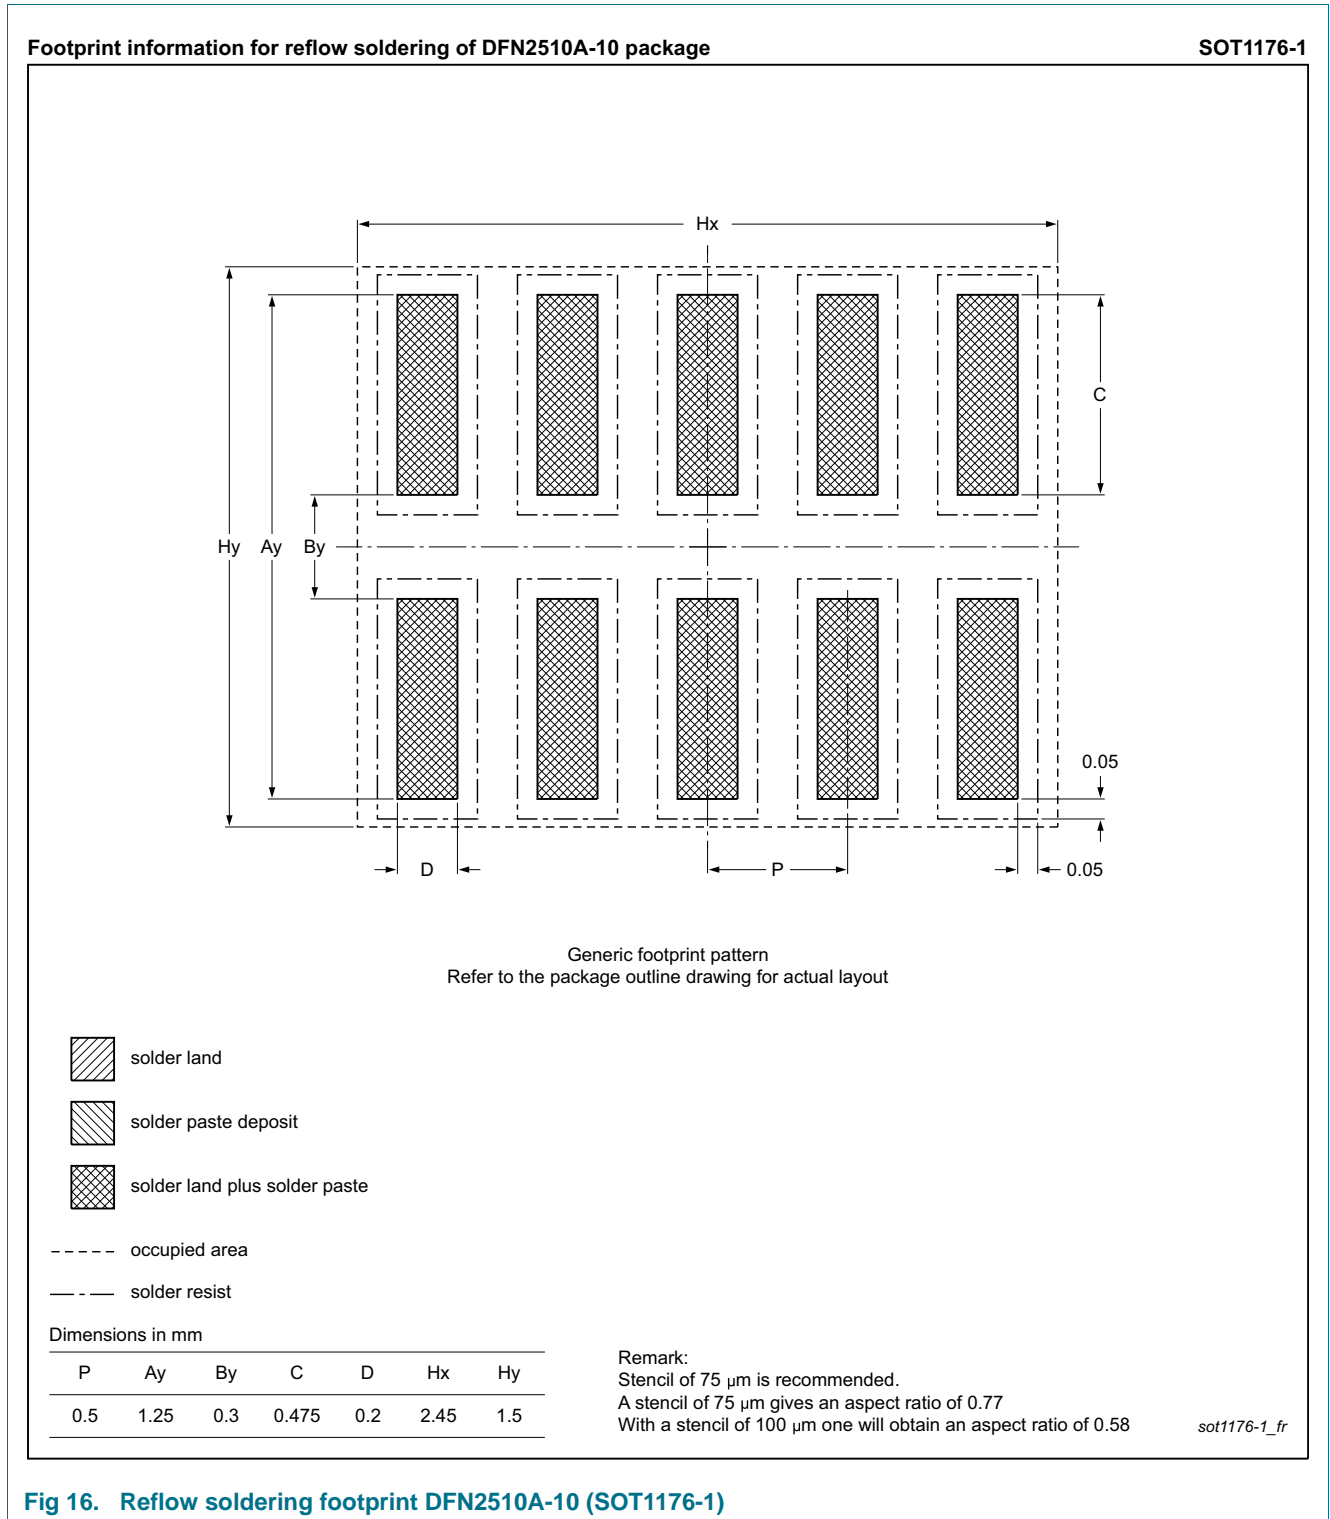 Footprint information for reflow soldering of DFN2510A-10 package SOT1176-1
Hx
C
Hy Ay By
0.05
D P 0.05
Generic footprint pattern
Refer to the package outline drawing for actual layout
solder land
solder paste deposit
solder land plus solder paste
occupied area
solder resist
Dimensions in mm
P Ay By C D Hx Hy
0.5 1.25 0.3 0.475 0.2 2.45 1.5
Remark:
Stencil of 75 μm is recommended.
A stencil of 75 μm gives an aspect ratio of 0.77
With a stencil of 100 μm one will obtain an aspect ratio of 0.58
sot1176-1_fr
Fig 16. Reflow soldering footprint DFN2510A-10 (SOT1176-1)